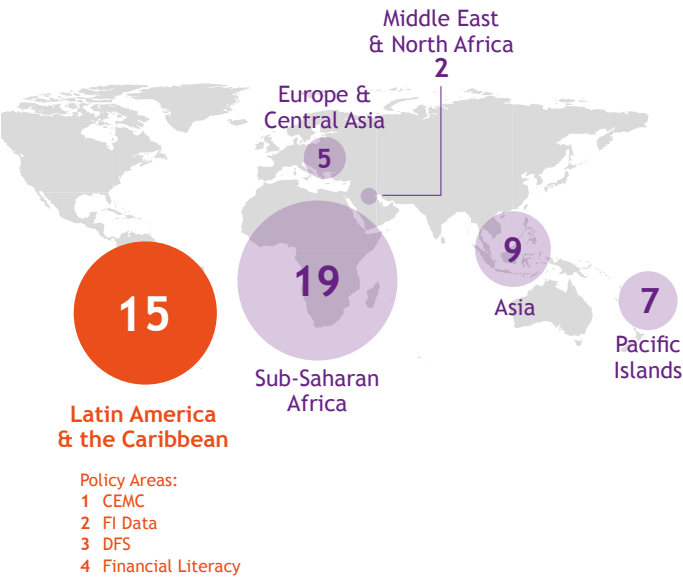 Middle East
& North Africa
2
Europe &
Central Asia
5
19
Sub-Saharan
Africa
9
Asia
7
Pacific
Islands
15
Latin America
& the Caribbean
Policy Areas:
1 CEMC
2 FI Data
3 DFS
4 Financial Literacy